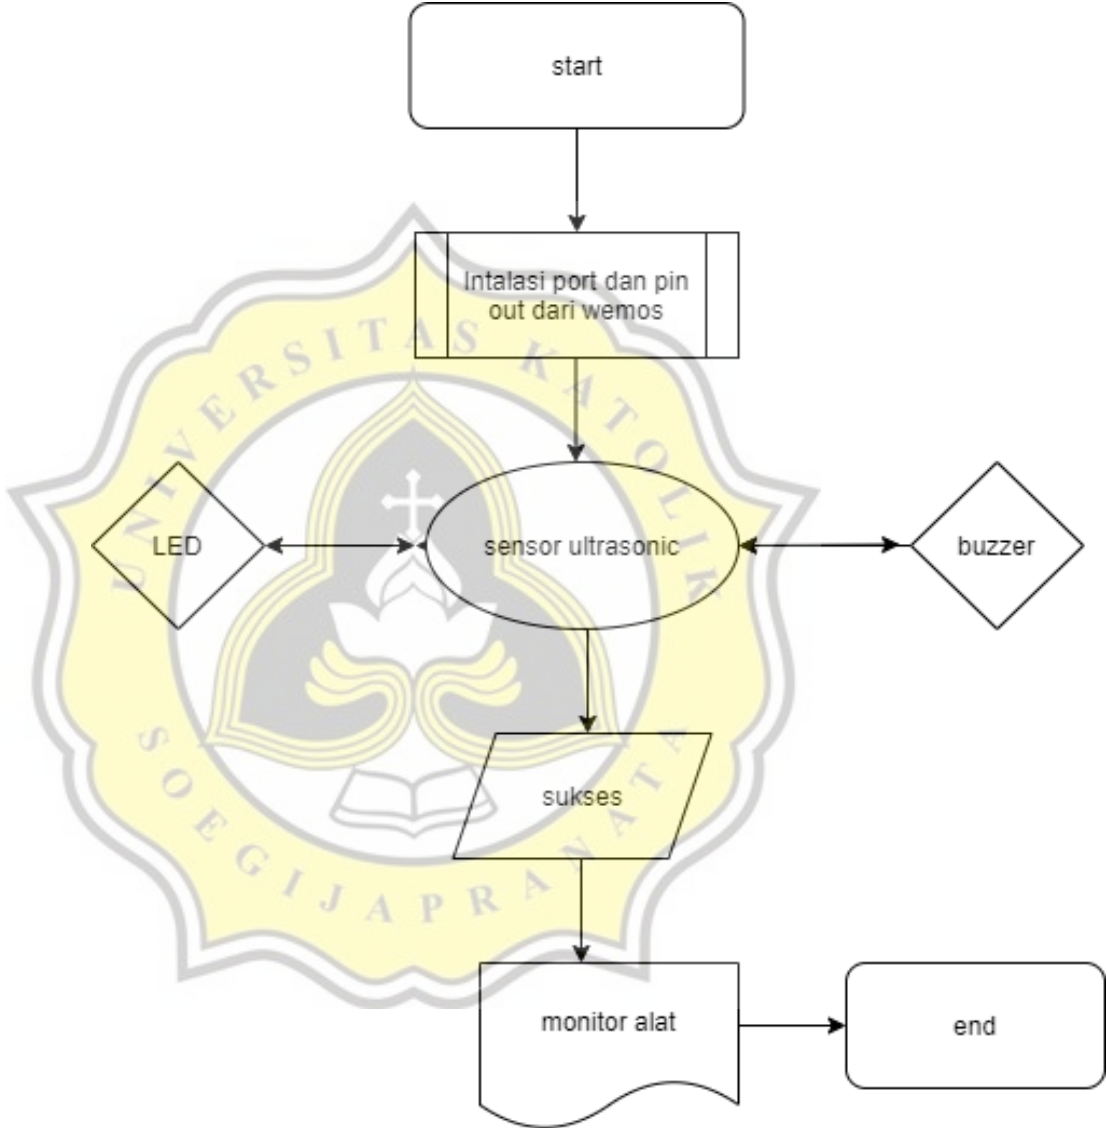 start
Intalasi port dan pin
out dari wemos
UNIVERSITAS KATOLIK
LED
sensor ultrasonic
buzzer
sukses
SOEGIJAPRANATA
monitor alat
end